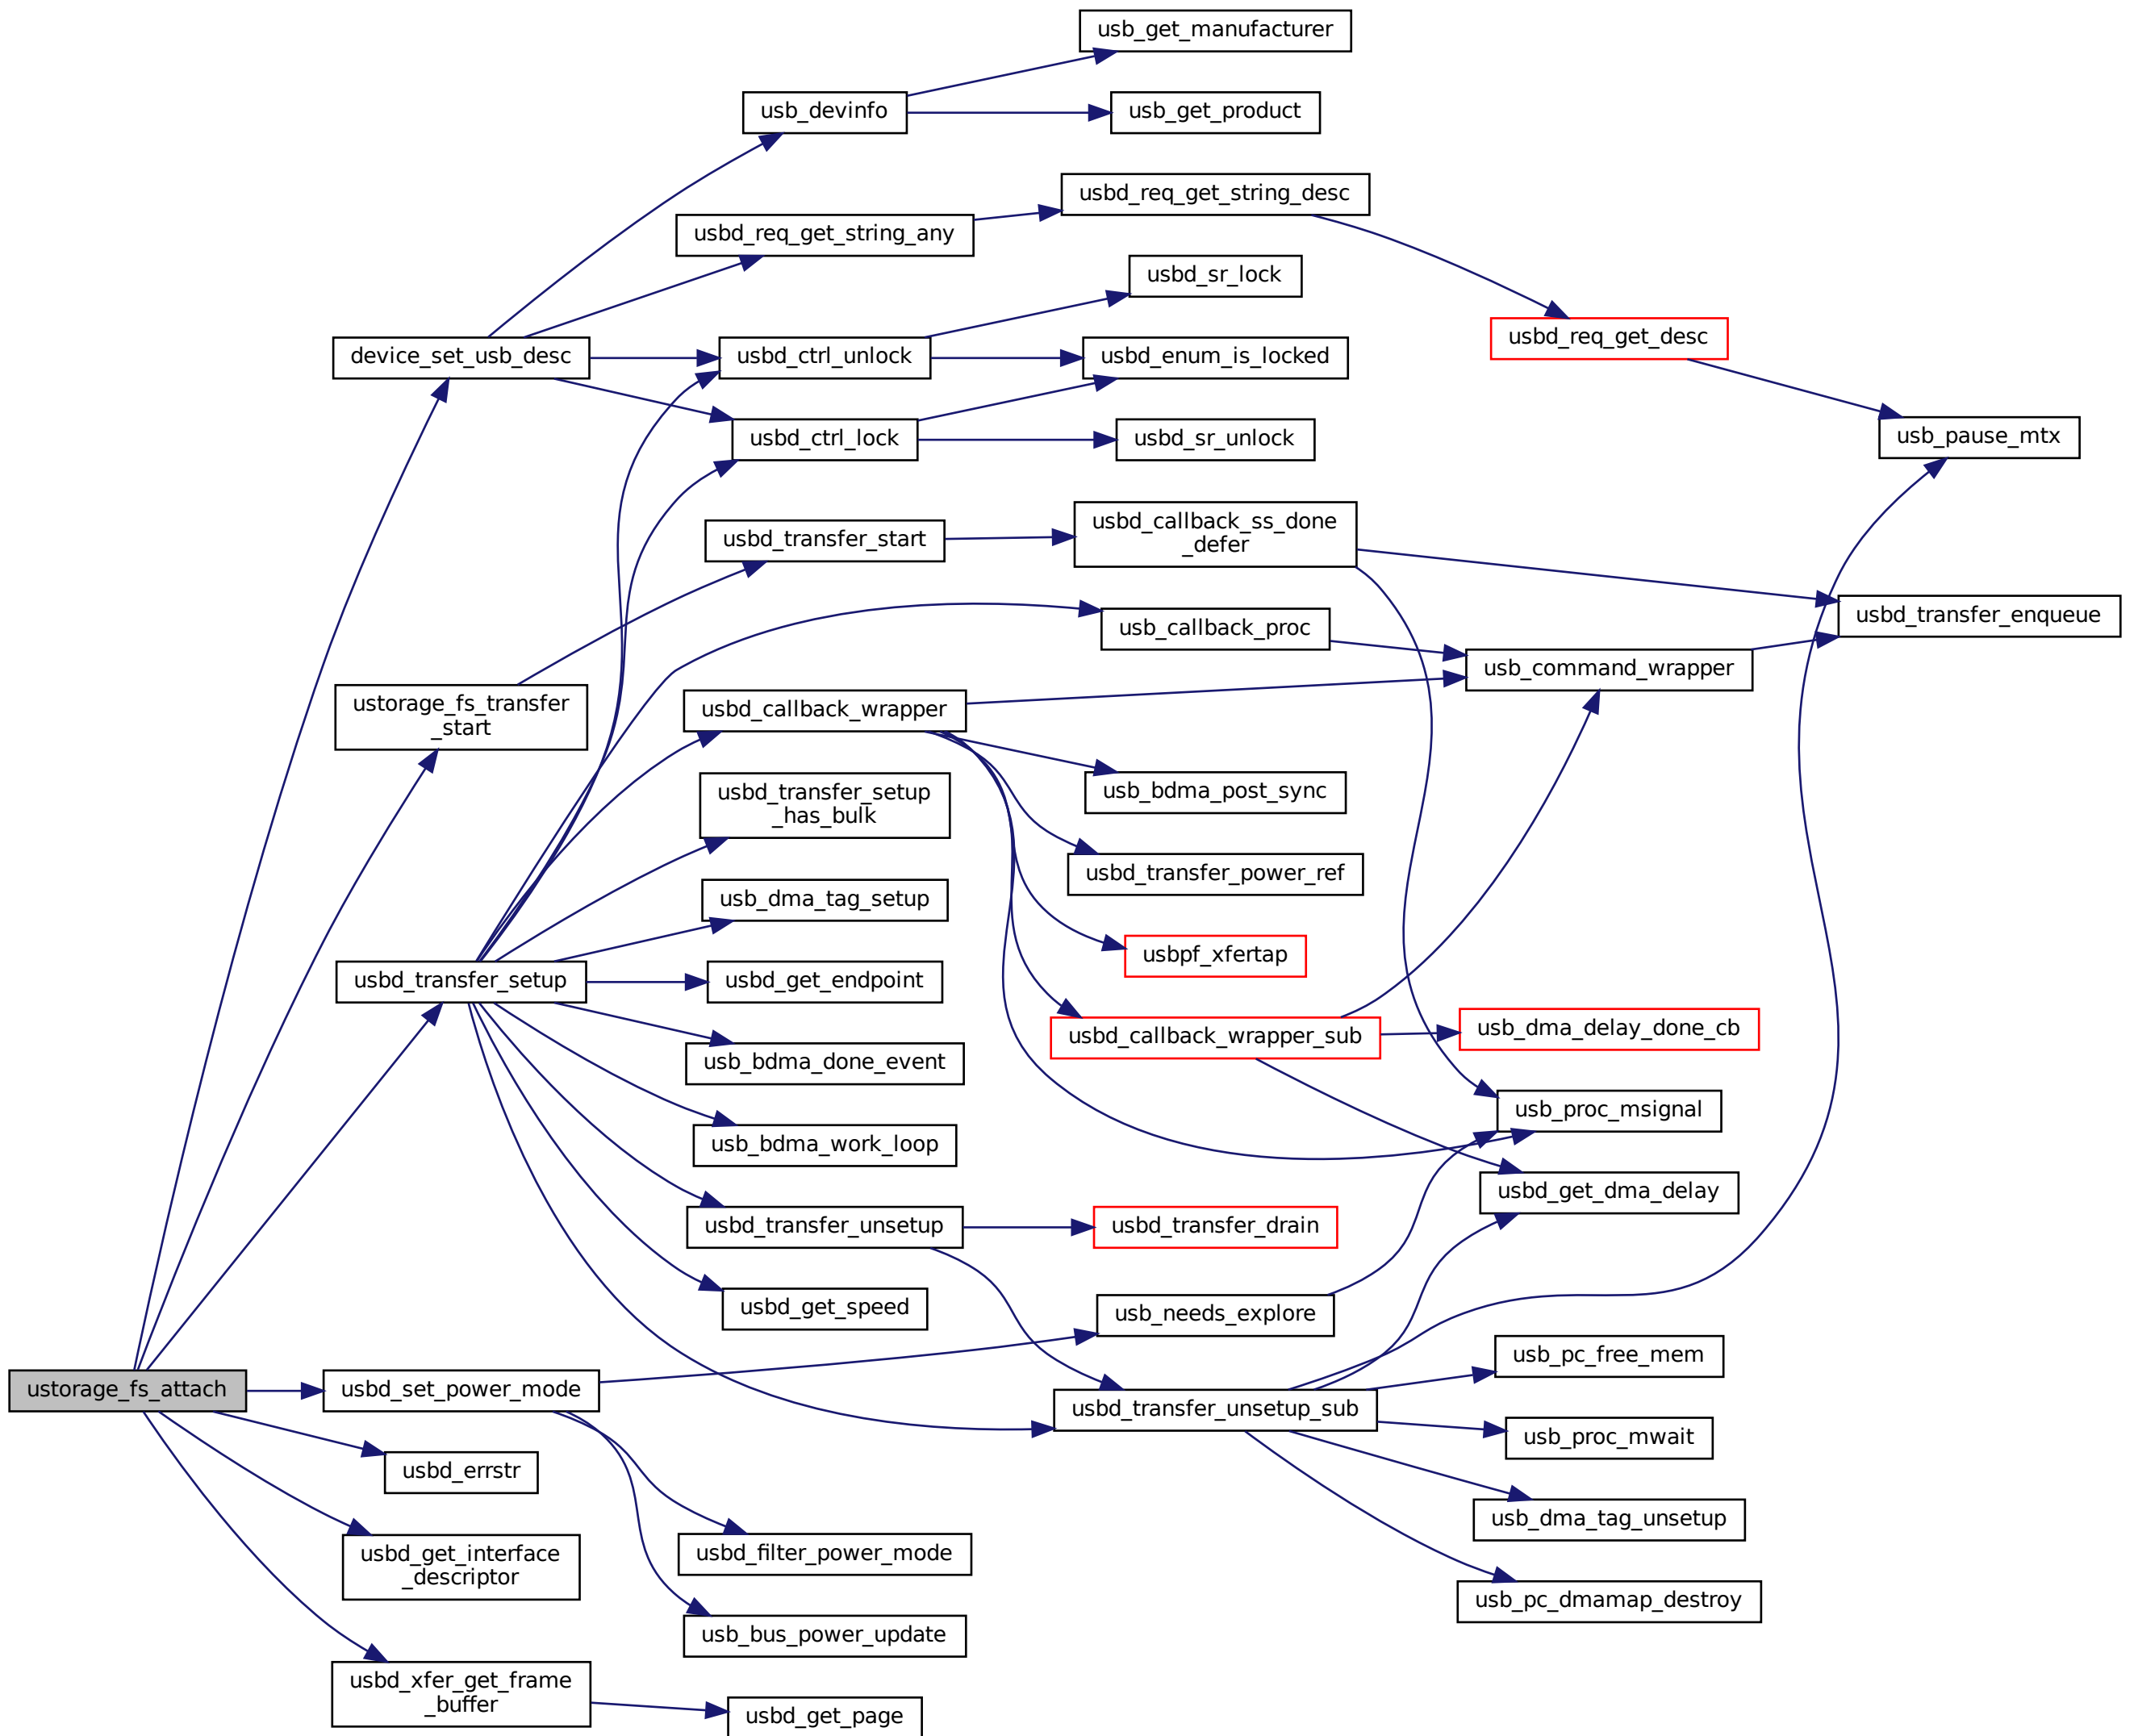 usb_get_manufacturer
usb_devinfo
usb_get_product
usbd_req_get_string_desc
usbd_req_get_string_any
usbd_sr_lock
usbd_req_get_desc
device_set_usb_desc
usbd_ctrl_unlock
usbd_enum_is_locked
usbd_ctrl_lock
usbd_sr_unlock
usb_pause_mtx
usbd_transfer_start
usbd_callback_ss_done
_defer
usb_callback_proc
usbd_transfer_enqueue
usb_command_wrapper
ustorage_fs_transfer
_start
usbd_callback_wrapper
usbd_transfer_setup
_has_bulk
usb_bdma_post_sync
usbd_transfer_power_ref
usb_dma_tag_setup
usbpf_xfertap
usbd_transfer_setup
usbd_get_endpoint
usbd_callback_wrapper_sub
usb_dma_delay_done_cb
usb_bdma_done_event
usb_proc_msignal
usb_bdma_work_loop
usbd_get_dma_delay
usbd_transfer_unsetup
usbd_transfer_drain
usbd_get_speed
usb_needs_explore
usb_pc_free_mem
ustorage_fs_attach
usbd_set_power_mode
usbd_transfer_unsetup_sub
usb_proc_mwait
usbd_errstr
usb_dma_tag_unsetup
usbd_get_interface
_descriptor
usbd_filter_power_mode
usb_pc_dmamap_destroy
usb_bus_power_update
usbd_xfer_get_frame
_buffer
usbd_get_page